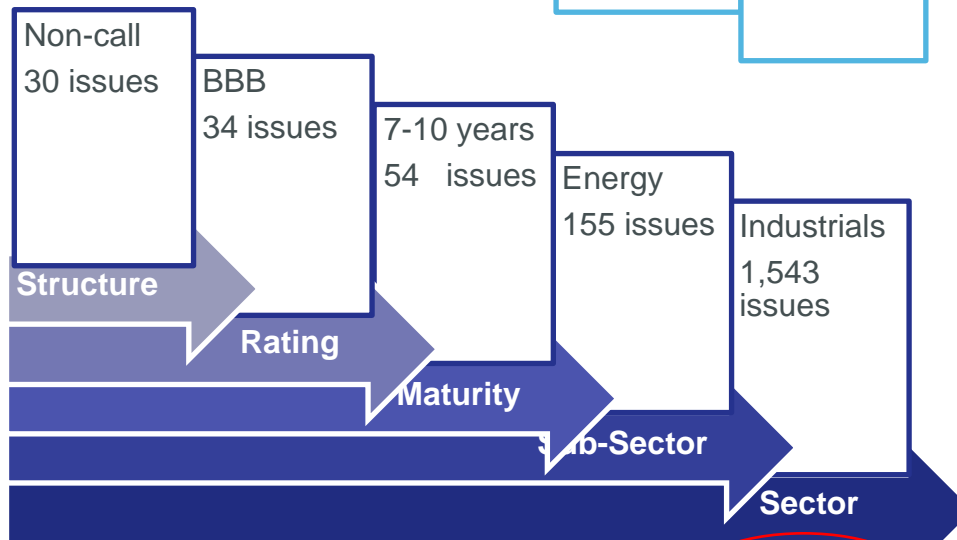 Non-call
30 issues
BBB
34 issues
7-10 years
54 issues
Energy
155 issues
Industrials
1,543
issues
Structure
Rating
Maturity
Sub-Sector
Sector